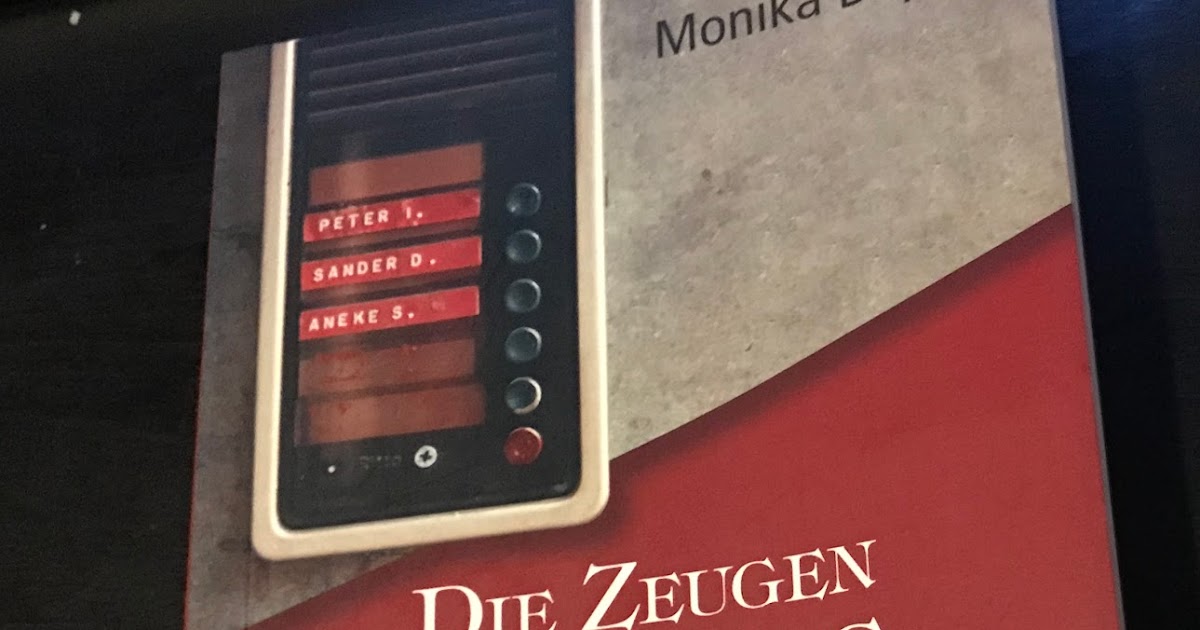 Monika
PETER I.
SANDER D.
ANEKE S.
DIE ZEUGEN